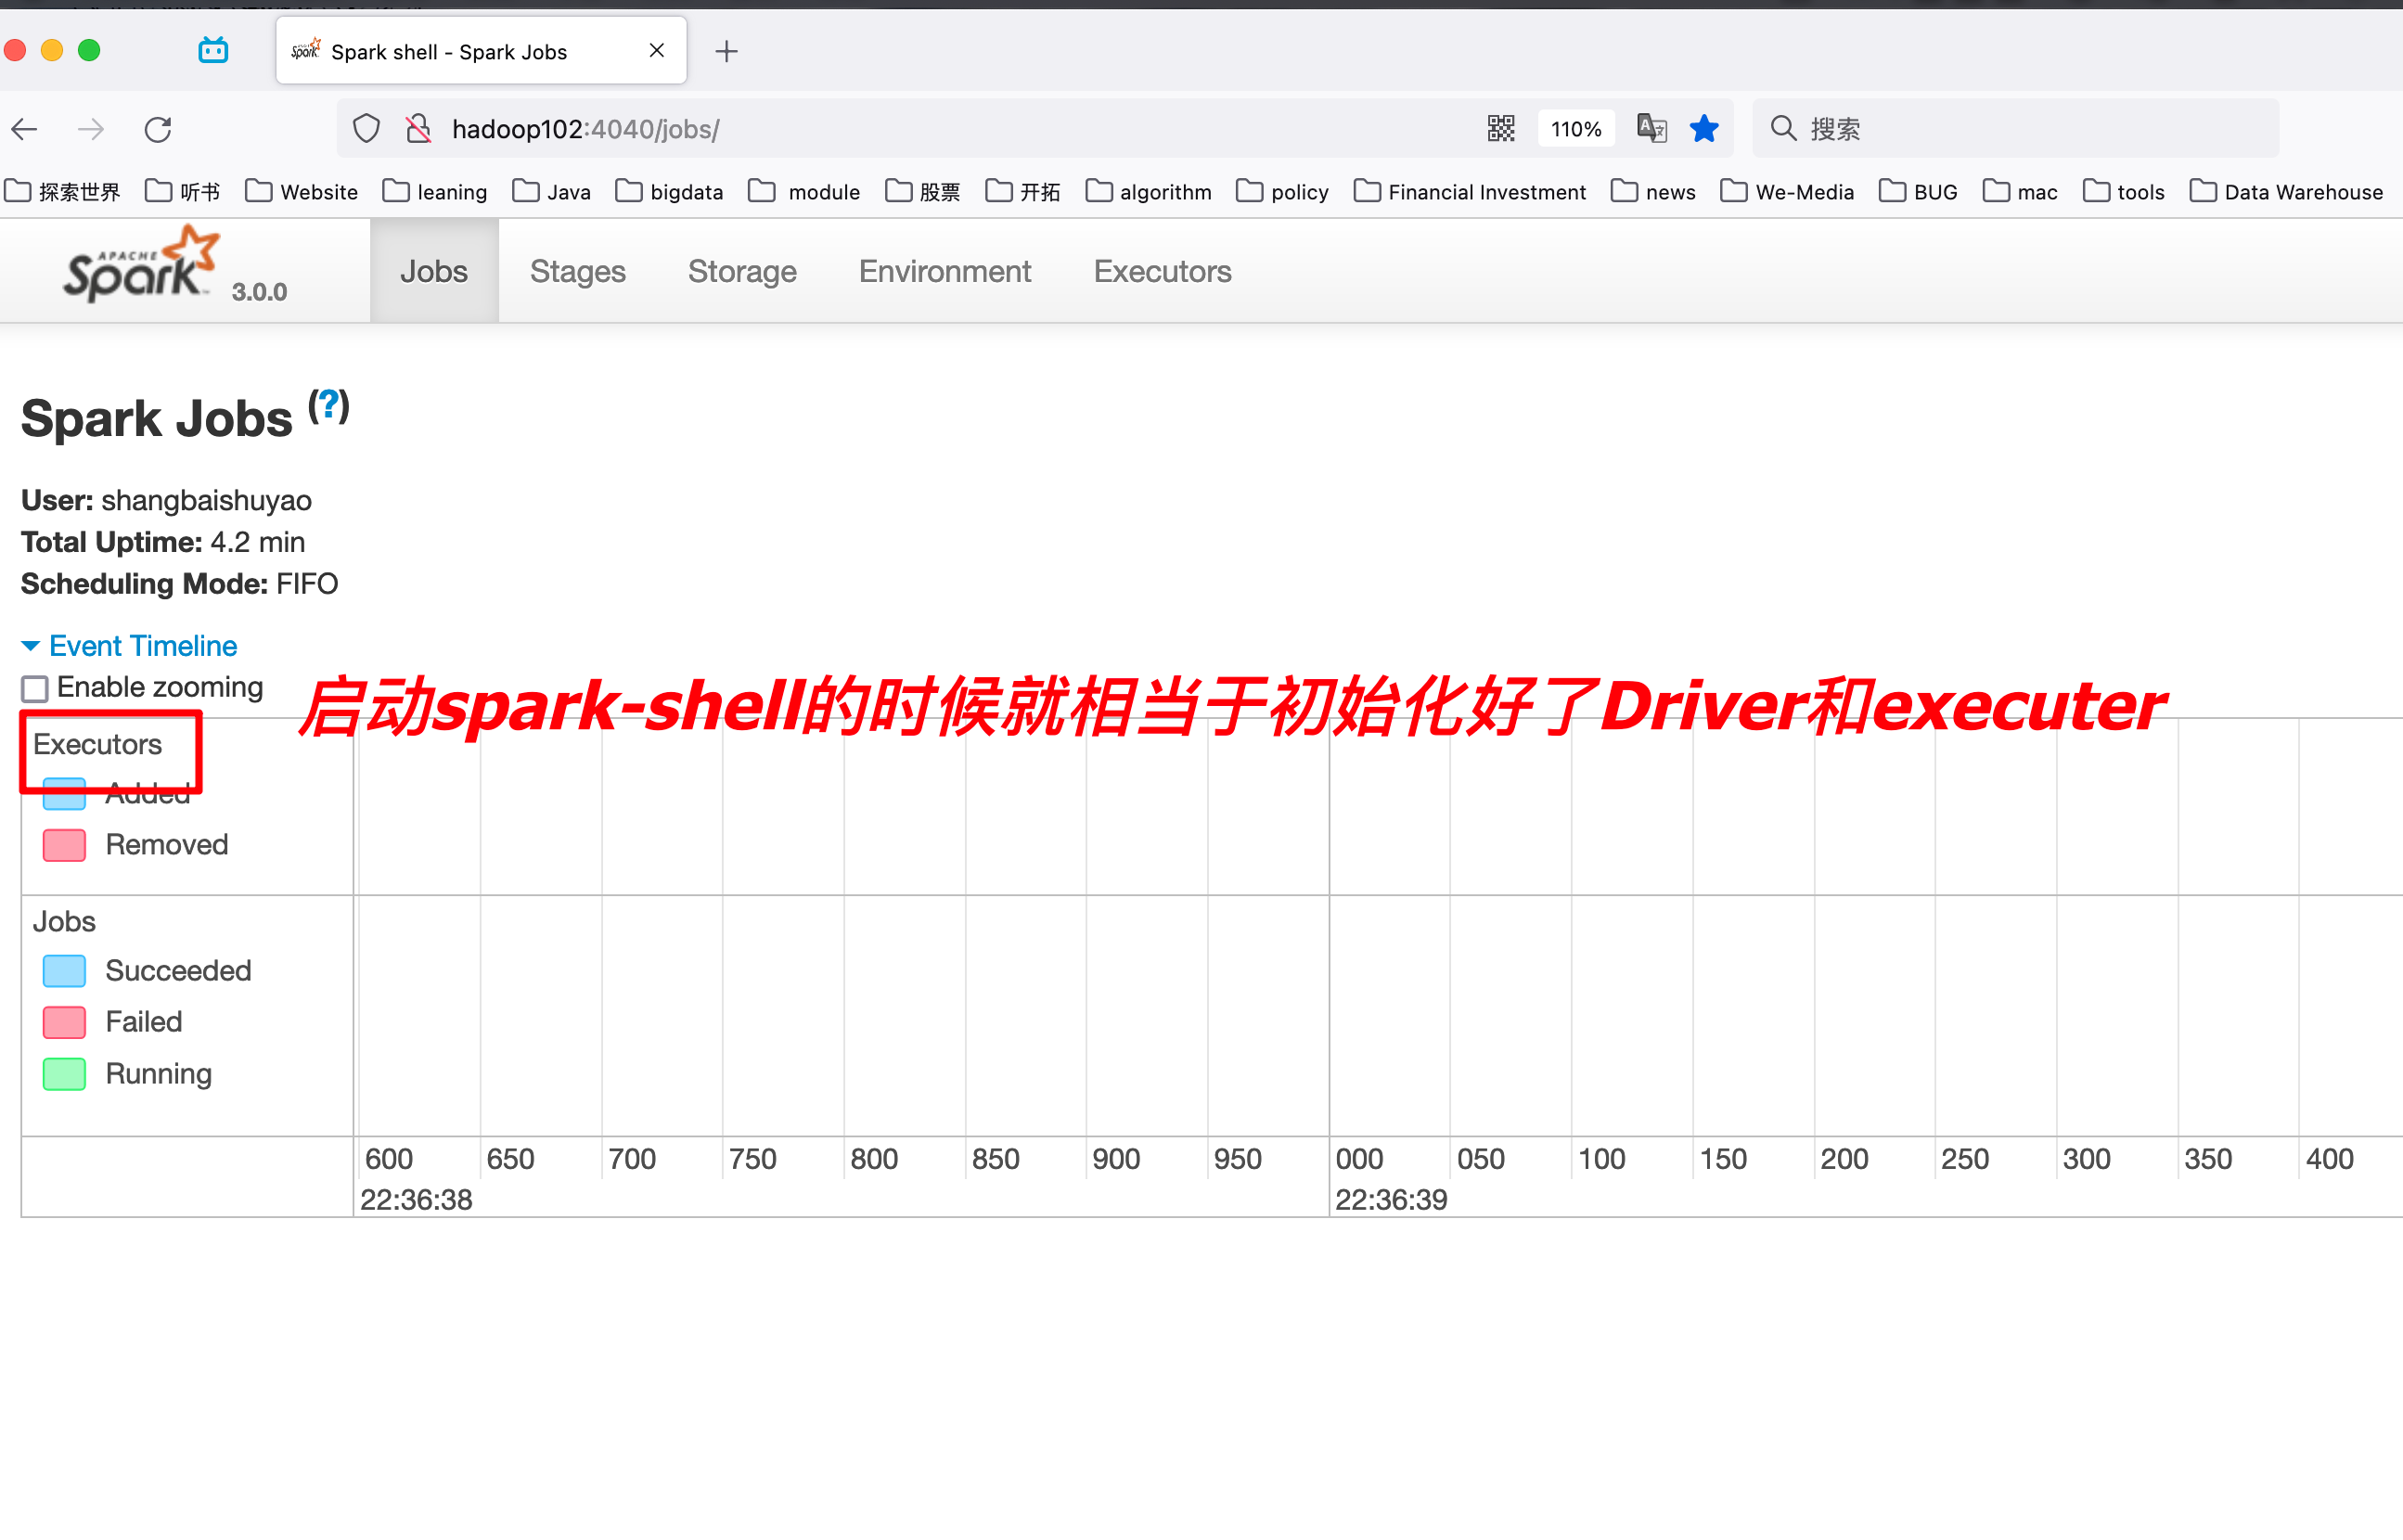 Spark shell - Spark Jobs
hadoop102:4040/jobs/
110%
搜索
探索世界 听书 Website leaning Java bigdata module 股票 开拓 algorithm policy Financial Investment news We-Media BUG mac tools Data Warehouse
APACHE Spark 3.0.0 Jobs Stages Storage Environment Executors
Spark Jobs (?)
User: shangbaishuyao
Total Uptime: 4.2 min
Scheduling Mode: FIFO
Event Timeline
Enable zooming
启动spark-shell的时候就相当于初始化好了Driver和executer
Executors
Added
Removed
Jobs
Succeeded
Failed
Running
600 650 700 750 800 850 900 950 000 050 100 150 200 250 300 350 400
22:36:38 22:36:39